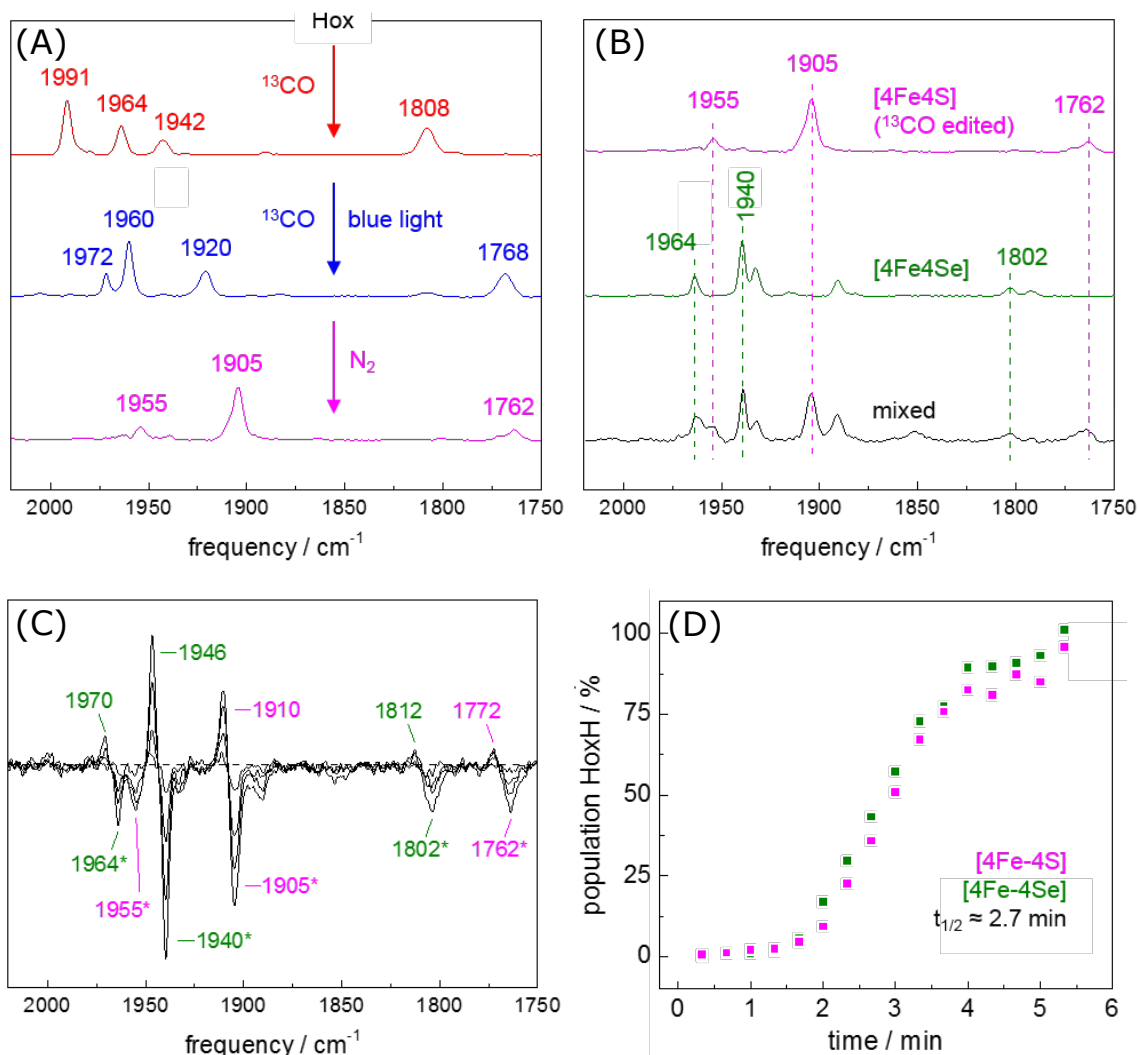 (A)
Hox
1991
1964
1942
¹³CO
1808
1972
1960
1920
¹³CO
blue light
1768
1955
1905
N₂
1762
2000
1950
1900
1850
1800
1750
frequency / cm⁻¹
(B)
1955
1905
[4Fe4S]
(¹³CO edited)
1762
1964
1940
[4Fe4Se]
1802
mixed
2000
1950
1900
1850
1800
1750
frequency / cm⁻¹
(C)
1970
1946
1910
1812
1772
1964*
1955*
1940*
1905*
1802*
1762*
2000
1950
1900
1850
1800
1750
frequency / cm⁻¹
(D)
population HoxH / %
100
75
50
25
0
[4Fe-4S]
[4Fe-4Se]
t₁/₂ ≈ 2.7 min
0
1
2
3
4
5
6
time / min